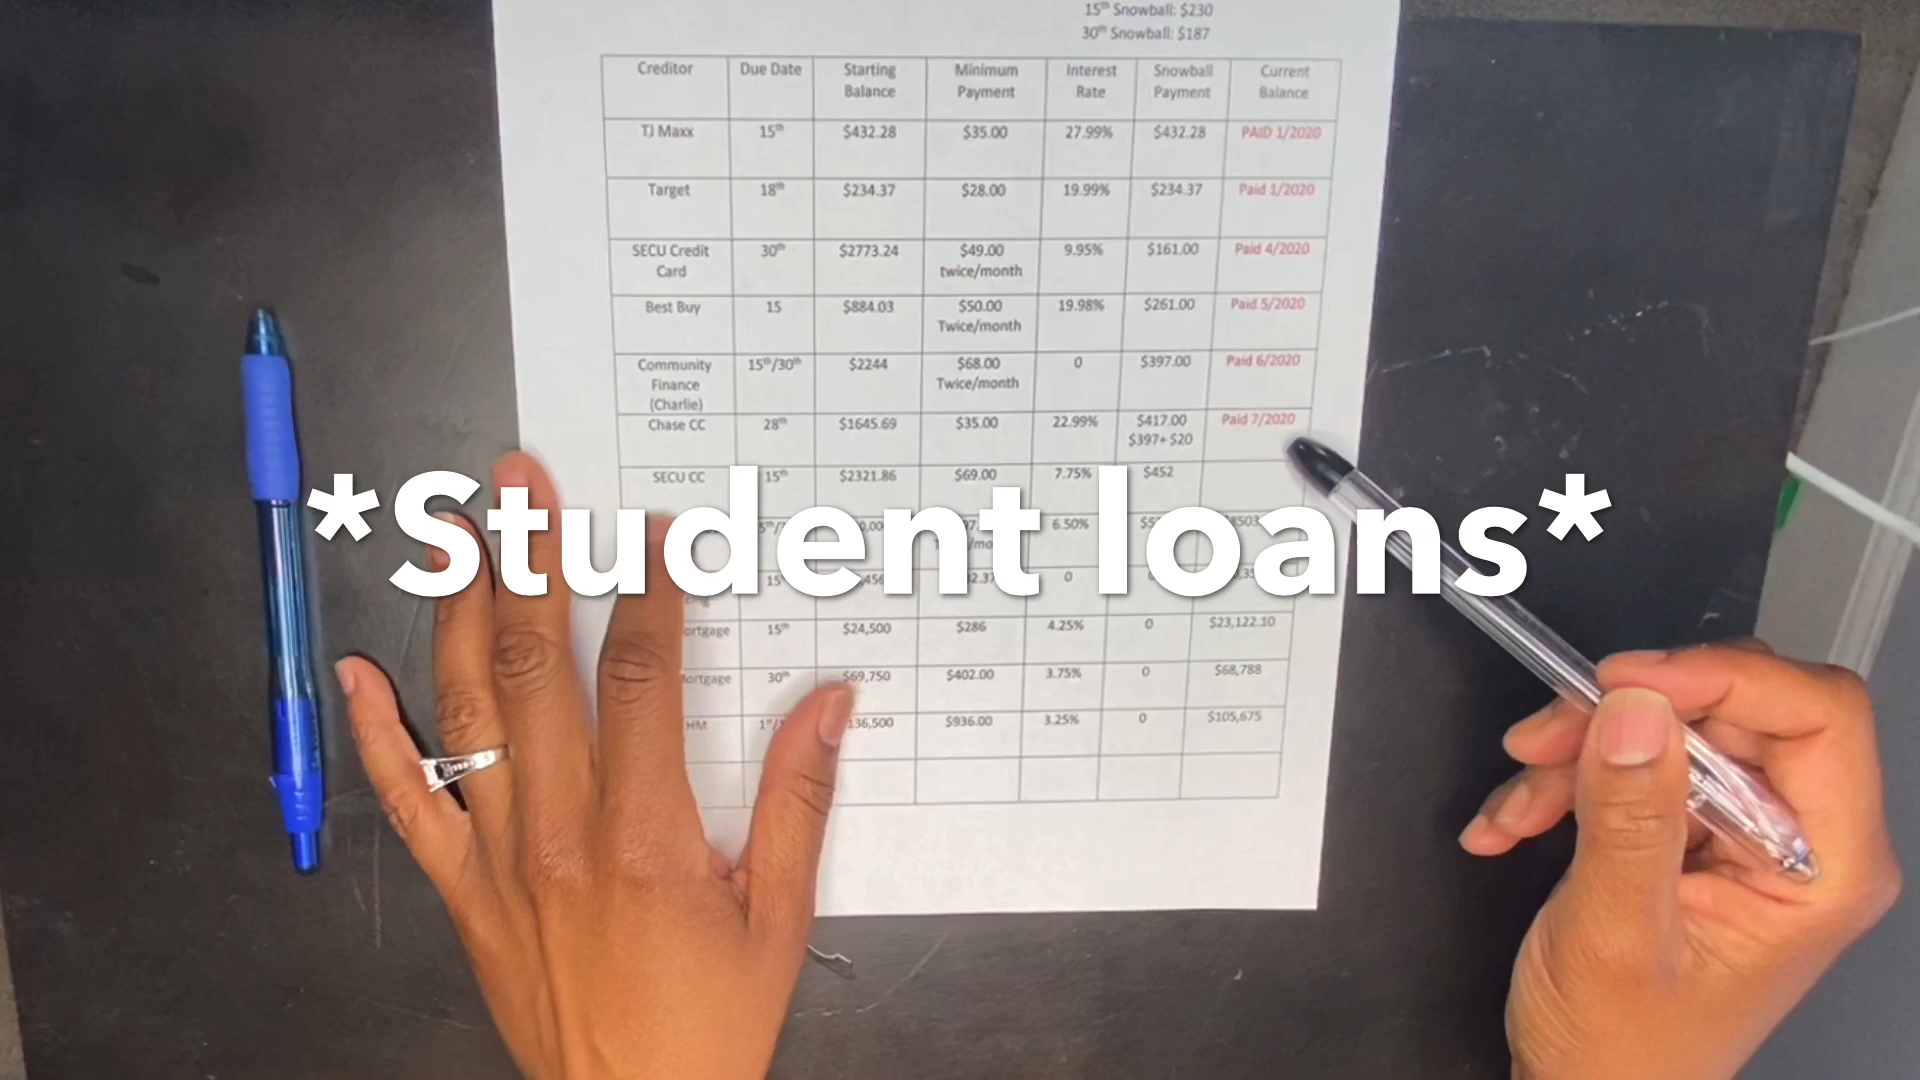 15th Snowball: $230
30th Snowball: $187
Creditor Due Date Starting Balance Minimum Payment Interest Rate Snowball Payment Current Balance
TJ Maxx 15th $432.28 $35.00 27.99% $432.28 PAID 1/2020
Target 18th $234.37 $28.00 19.99% $234.37 Paid 1/2020
SECU Credit Card 30th $2773.24 $49.00 twice/month 9.95% $161.00 Paid 4/2020
Best Buy 15 $884.03 $50.00 Twice/month 19.98% $261.00 Paid 5/2020
Community Finance (Charlie) 15th/30th $2244 $68.00 Twice/month 0 $397.00 Paid 6/2020
Chase CC 28th $1645.69 $35.00 22.99% $417.00 $397+ $20 Paid 7/2020
SECU CC 15th $2321.86 $69.00 7.75% $452
*Student loans*
6.50%
15 0
ortgage 15th $24,500 $286 4.25% 0 $23,122.10
ortgage 30th $69,750 $402.00 3.75% 0 $68,788
HM 136,500 $936.00 3.25% 0 $105,675